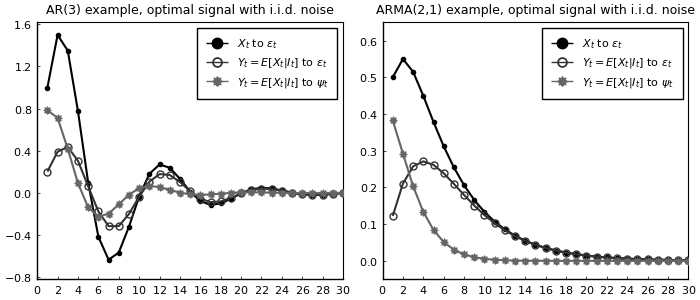 AR(3) example, optimal signal with i.i.d. noise
1.6
1.2
0.8
0.4
0.0
−0.4
−0.8
0 2 4 6 8 10 12 14 16 18 20 22 24 26 28 30
X_t to ε_t
Y_t = E[X_t|I_t] to ε_t
Y_t = E[X_t|I_t] to ψ_t
ARMA(2,1) example, optimal signal with i.i.d. noise
0.6
0.5
0.4
0.3
0.2
0.1
0.0
0 2 4 6 8 10 12 14 16 18 20 22 24 26 28 30
X_t to ε_t
Y_t = E[X_t|I_t] to ε_t
Y_t = E[X_t|I_t] to ψ_t